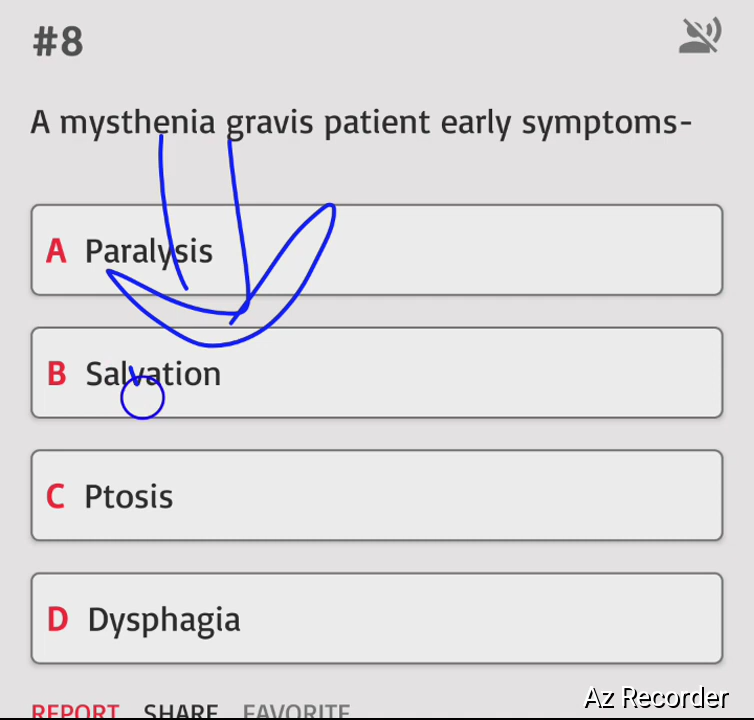 #8
A mysthenia gravis patient early symptoms-
A Paralysis
B Salvation
C Ptosis
D Dysphagia
REPORT SHARE FAVORITE
Az Recorder